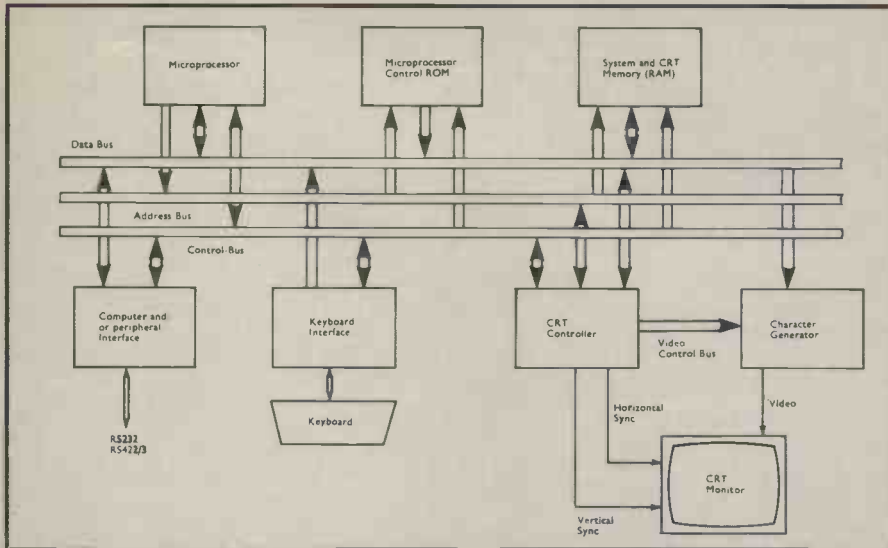 Microprocessor
Microprocessor
Control ROM
System and CRT
Memory (RAM)
Data Bus
Address Bus
Control Bus
Computer and
or peripheral
Interface
Keyboard
Interface
CRT
Controller
Video
Control Bus
Character
Generator
RS232
RS422/3
Keyboard
Horizontal
Sync
Video
CRT
Monitor
Vertical
Sync